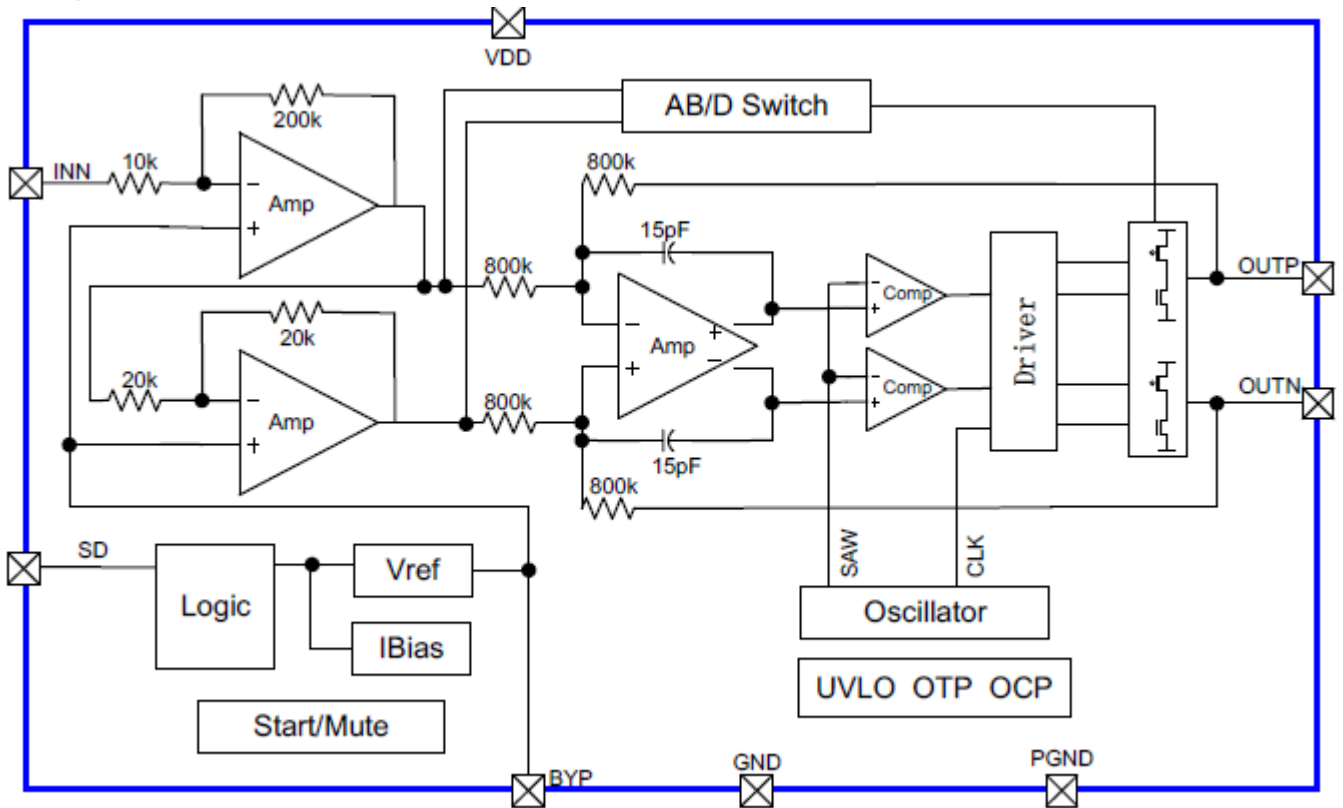 VDD
AB/D Switch
200k
INN
10k
-
Amp
+
800k
15pF
800k
-
+
Amp
-
+
-
Comp
+
Driver
OUTP
20k
20k
-
Amp
+
800k
-
Comp
+
OUTN
15pF
800k
SD
Logic
Vref
IBias
SAW
CLK
Oscillator
UVLO OTP OCP
Start/Mute
BYP
GND
PGND